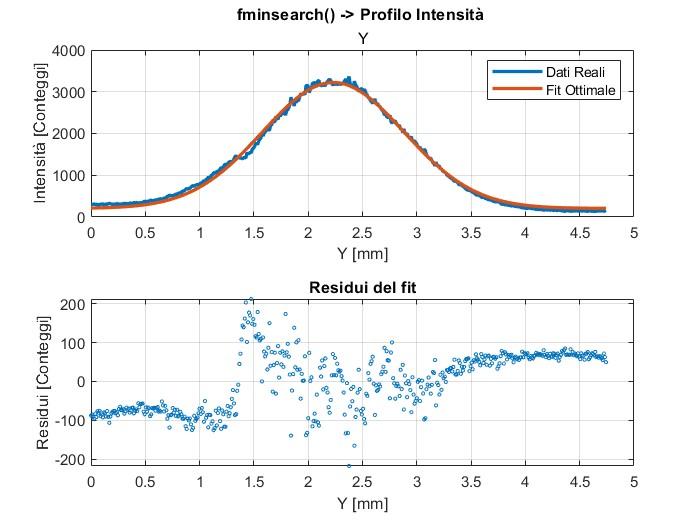 fminsearch() -> Profilo Intensità
Y
4000
3000
2000
1000
0
Intensità [Conteggi]
Dati Reali
Fit Ottimale
0 0.5 1 1.5 2 2.5 3 3.5 4 4.5 5
Y [mm]
Residui del fit
200
100
0
-100
-200
Residui [Conteggi]
0 0.5 1 1.5 2 2.5 3 3.5 4 4.5 5
Y [mm]